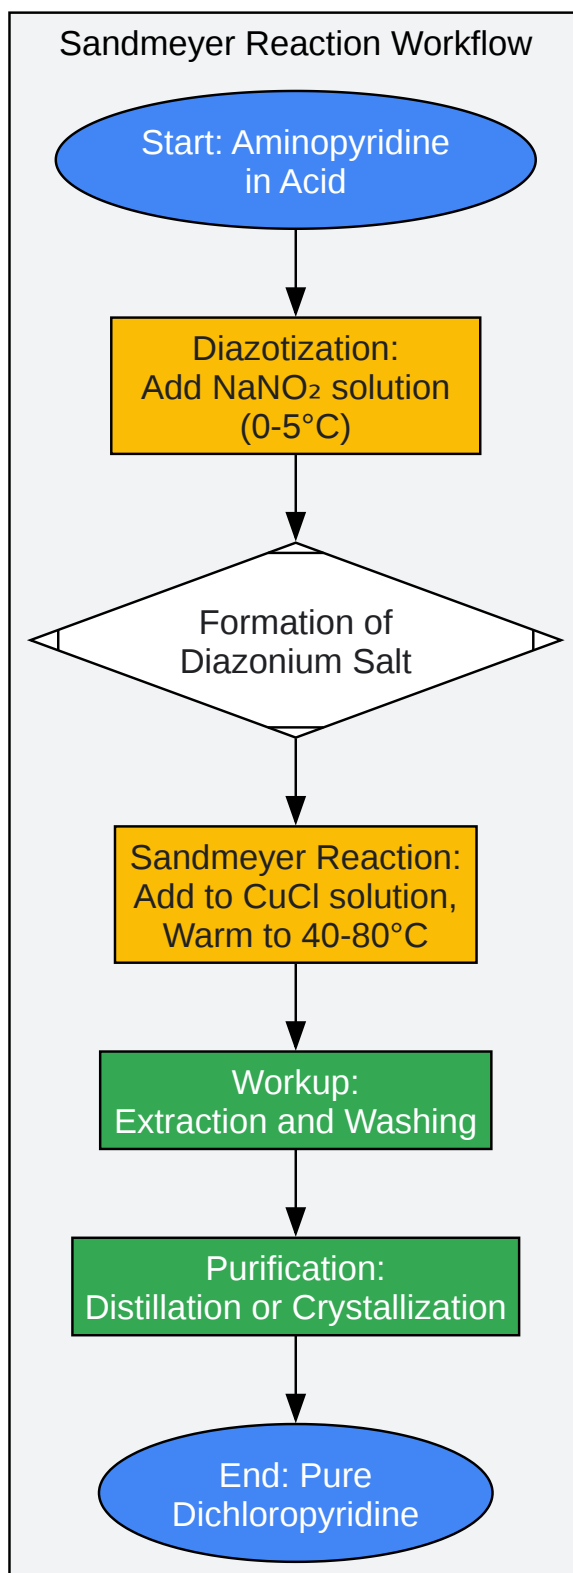 Sandmeyer Reaction Workflow
Start: Aminopyridine
in Acid
Diazotization:
Add NaNO₂ solution
(0-5°C)
Formation of
Diazonium Salt
Sandmeyer Reaction:
Add to CuCl solution,
Warm to 40-80°C
Workup:
Extraction and Washing
Purification:
Distillation or Crystallization
End: Pure
Dichloropyridine